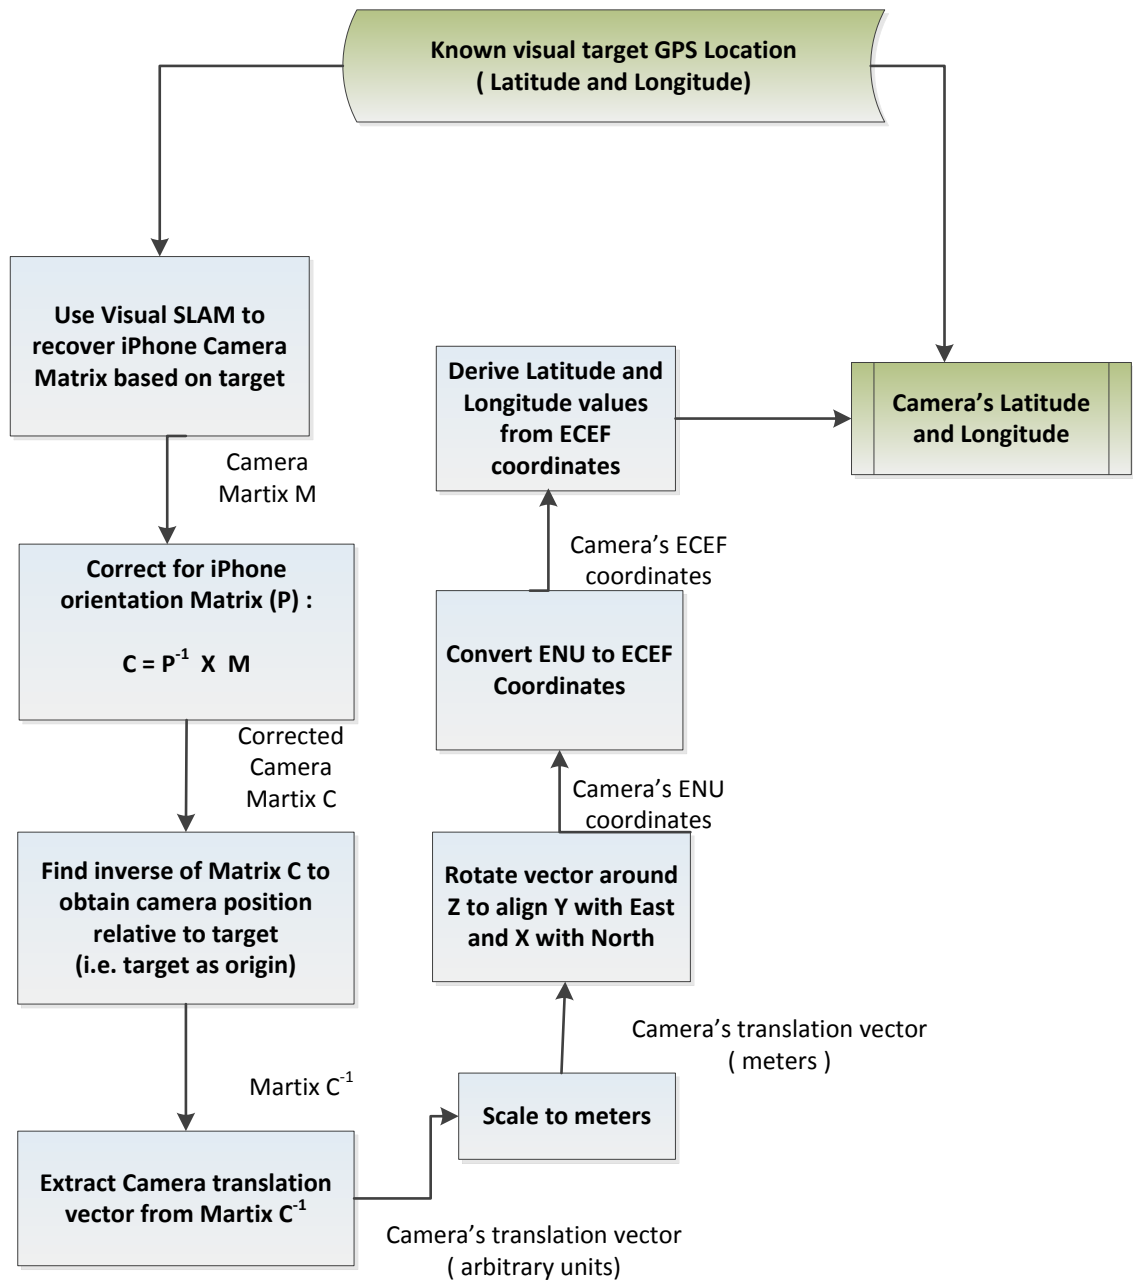 Known visual target GPS Location
( Latitude and Longitude)
Use Visual SLAM to
recover iPhone Camera
Matrix based on target
Camera
Martix M
Correct for iPhone
orientation Matrix (P) :
C = P⁻¹ X M
Corrected
Camera
Martix C
Find inverse of Matrix C to
obtain camera position
relative to target
(i.e. target as origin)
Martix C⁻¹
Extract Camera translation
vector from Martix C⁻¹
Camera’s translation vector
( arbitrary units)
Scale to meters
Camera’s translation vector
( meters )
Rotate vector around
Z to align Y with East
and X with North
Camera’s ENU
coordinates
Convert ENU to ECEF
Coordinates
Camera’s ECEF
coordinates
Derive Latitude and
Longitude values
from ECEF
coordinates
Camera’s Latitude
and Longitude